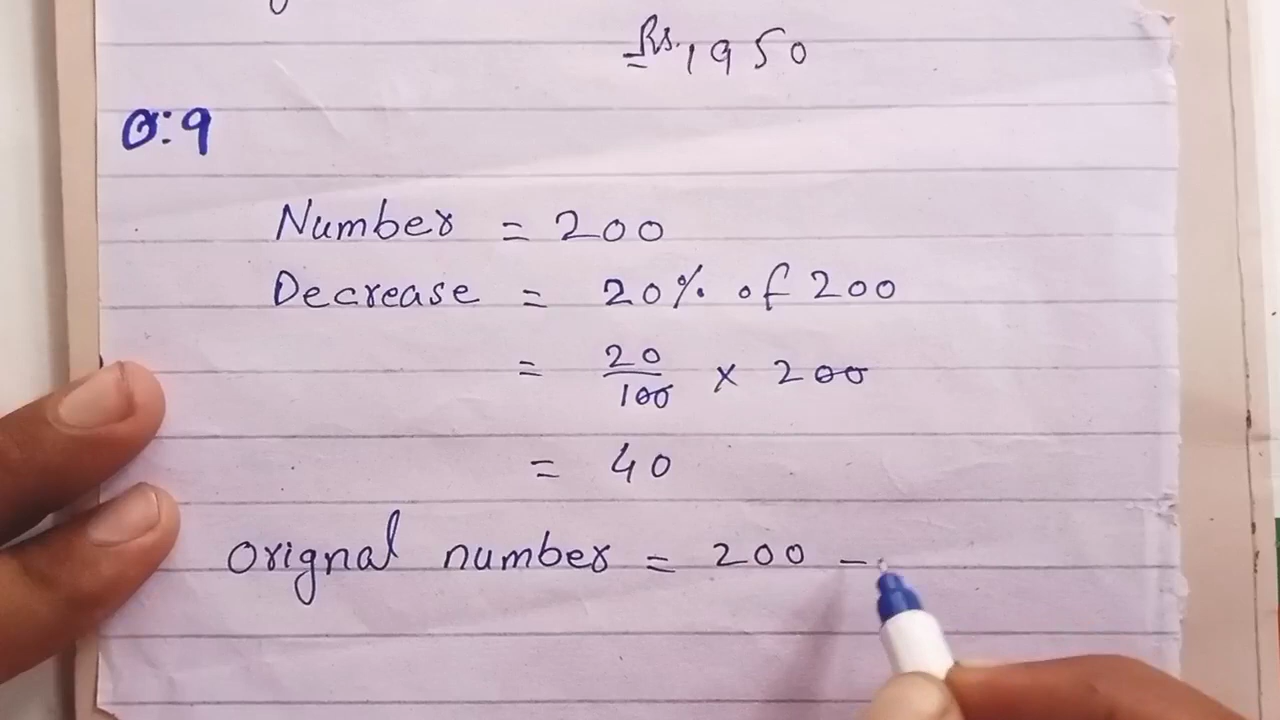 Rs. 1950
Q:9
Number = 200
Decrease = 20% of 200
= 20/100 × 200
= 40
Orignal number = 200 –